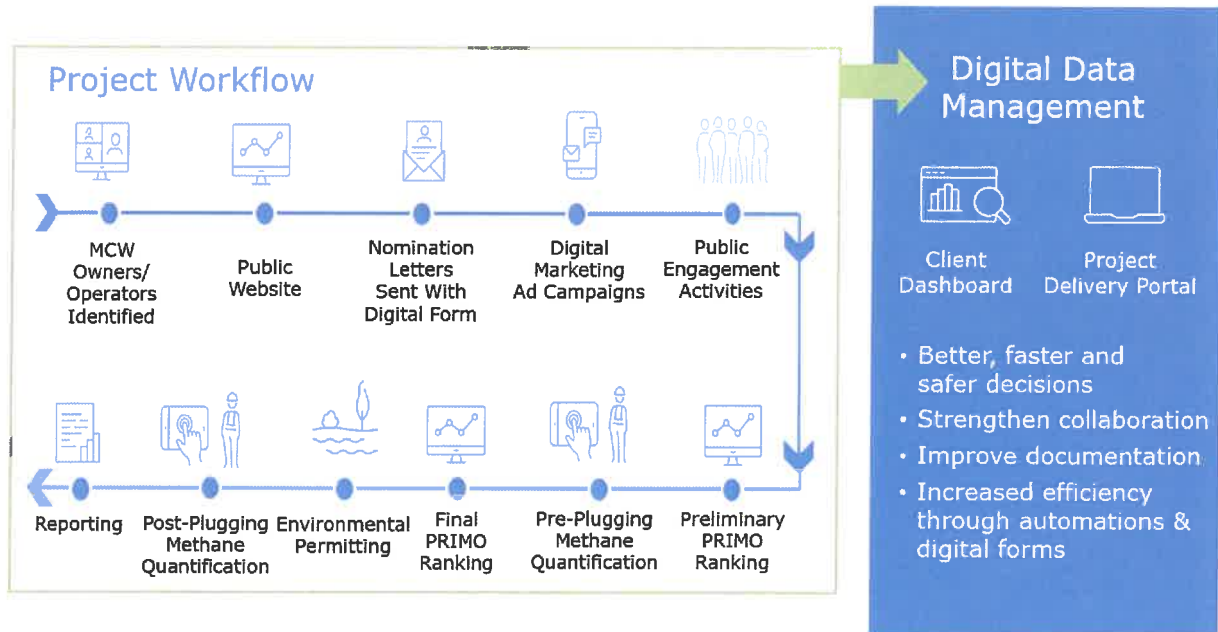 Project Workflow
MCW
Owners/
Operators
Identified
Public
Website
Nomination
Letters
Sent With
Digital Form
Digital
Marketing
Ad Campaigns
Public
Engagement
Activities
Reporting
Post-Plugging
Methane
Quantification
Environmental
Permitting
Final
PRIMO
Ranking
Pre-Plugging
Methane
Quantification
Preliminary
PRIMO
Ranking
Digital Data
Management
Client
Dashboard
Project
Delivery Portal
• Better, faster and
safer decisions
• Strengthen collaboration
• Improve documentation
• Increased efficiency
through automations &
digital forms